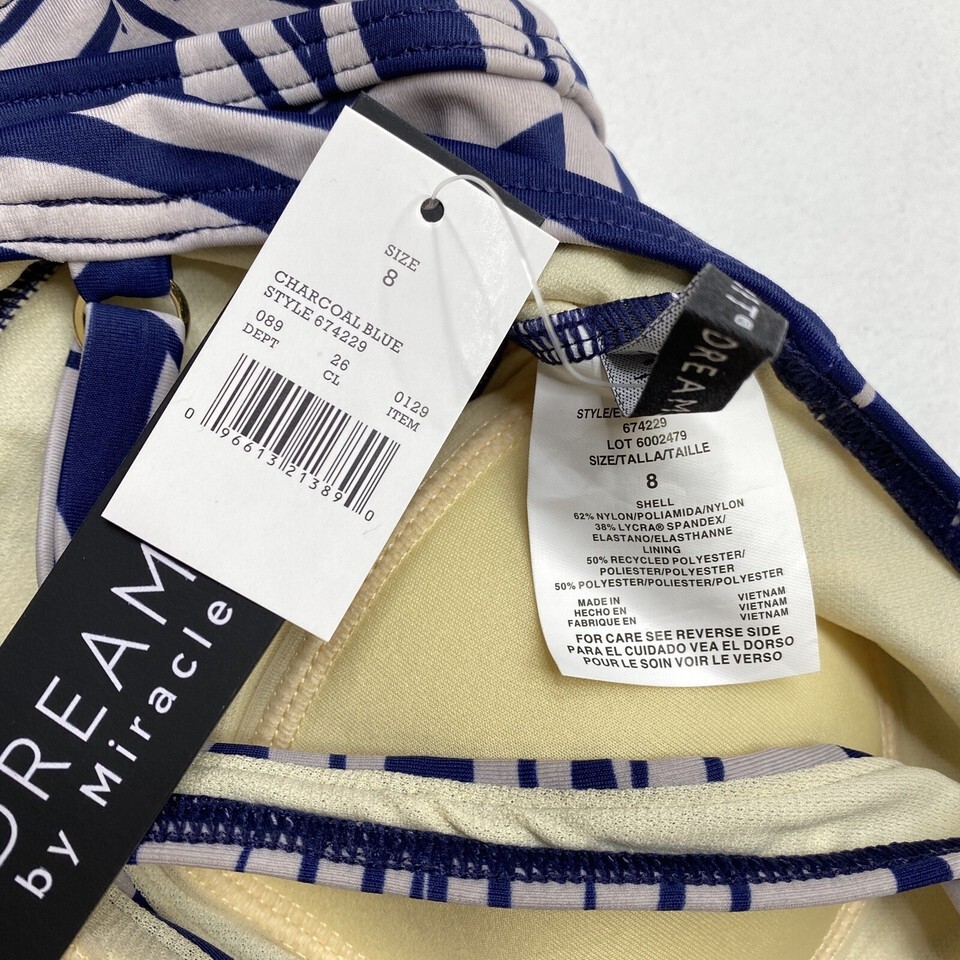 SIZE
8
CHARCOAL BLUE
STYLE 674229
089 26 0129
DEPT CL ITEM
0 96613 21389 0
DREAM
by Miracle
DREAM
674229
LOT 6002479
SIZE/TALLA/TAILLE
8
SHELL
62% NYLON/POLIAMIDA/NYLON
38% LYCRA® SPANDEX/
ELASTANO/ELASTHANNE
LINING
50% RECYCLED POLYESTER/
POLIESTER/POLYESTER
50% POLYESTER/POLIESTER/POLYESTER
MADE IN VIETNAM
HECHO EN VIETNAM
FABRIQUE EN VIETNAM
FOR CARE SEE REVERSE SIDE
PARA EL CUIDADO VEA EL DORSO
POUR LE SOIN VOIR LE VERSO